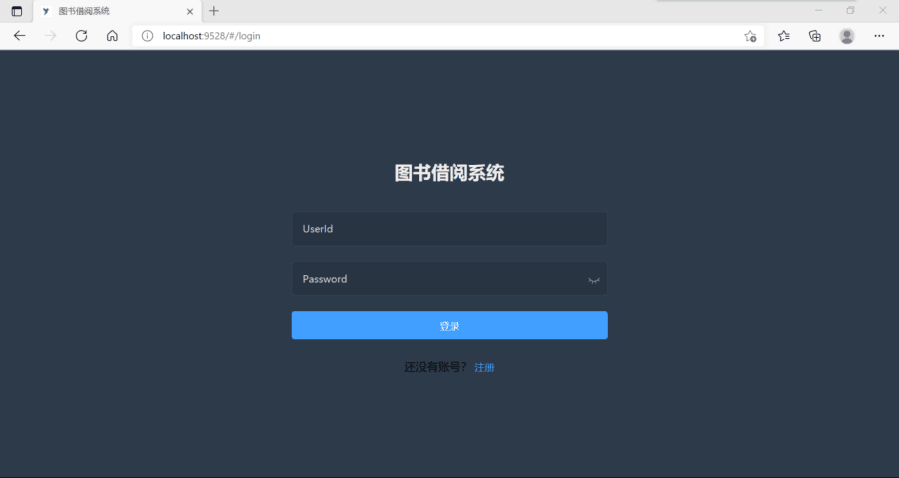 图书借阅系统
localhost:9528/#/login
图书借阅系统
UserId
Password
登录
还没有账号? 注册